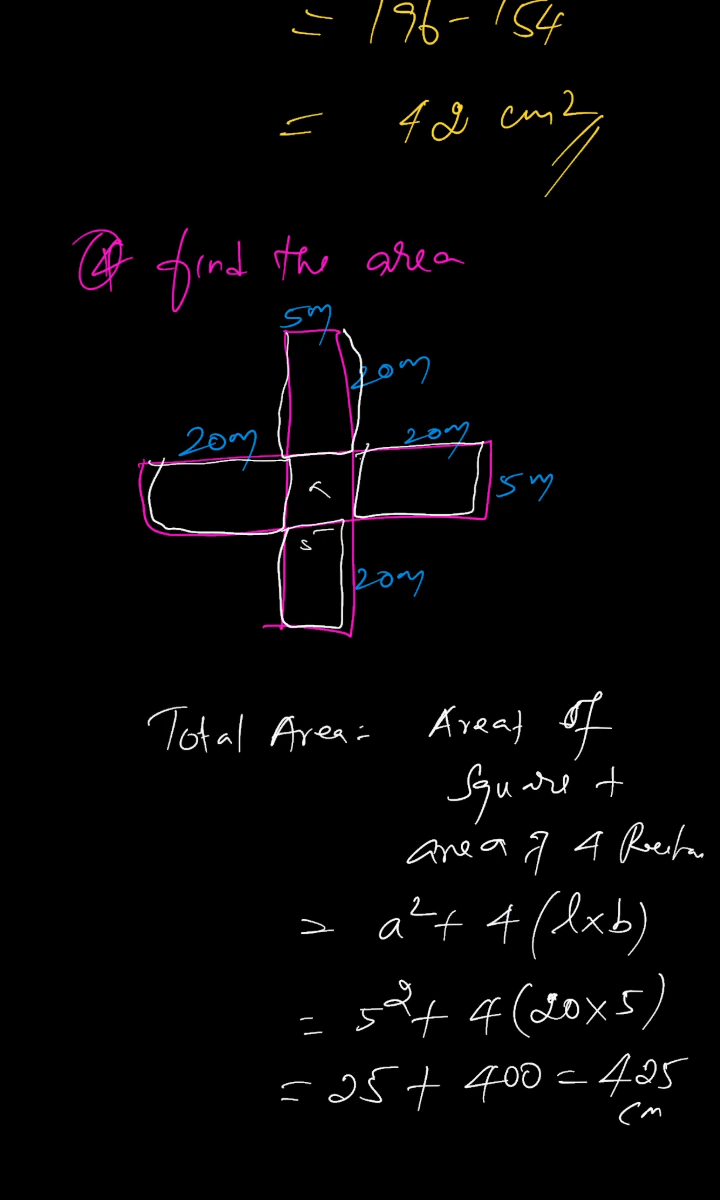 = 196 - 154
= 42 cm²
④ find the area
5m
20m
20m
20m
5m
5
20m
Total Area = Area of
Square +
area of 4
= a² + 4(l×b)
= 5² + 4(20×5)
= 25 + 400 = 425
cm